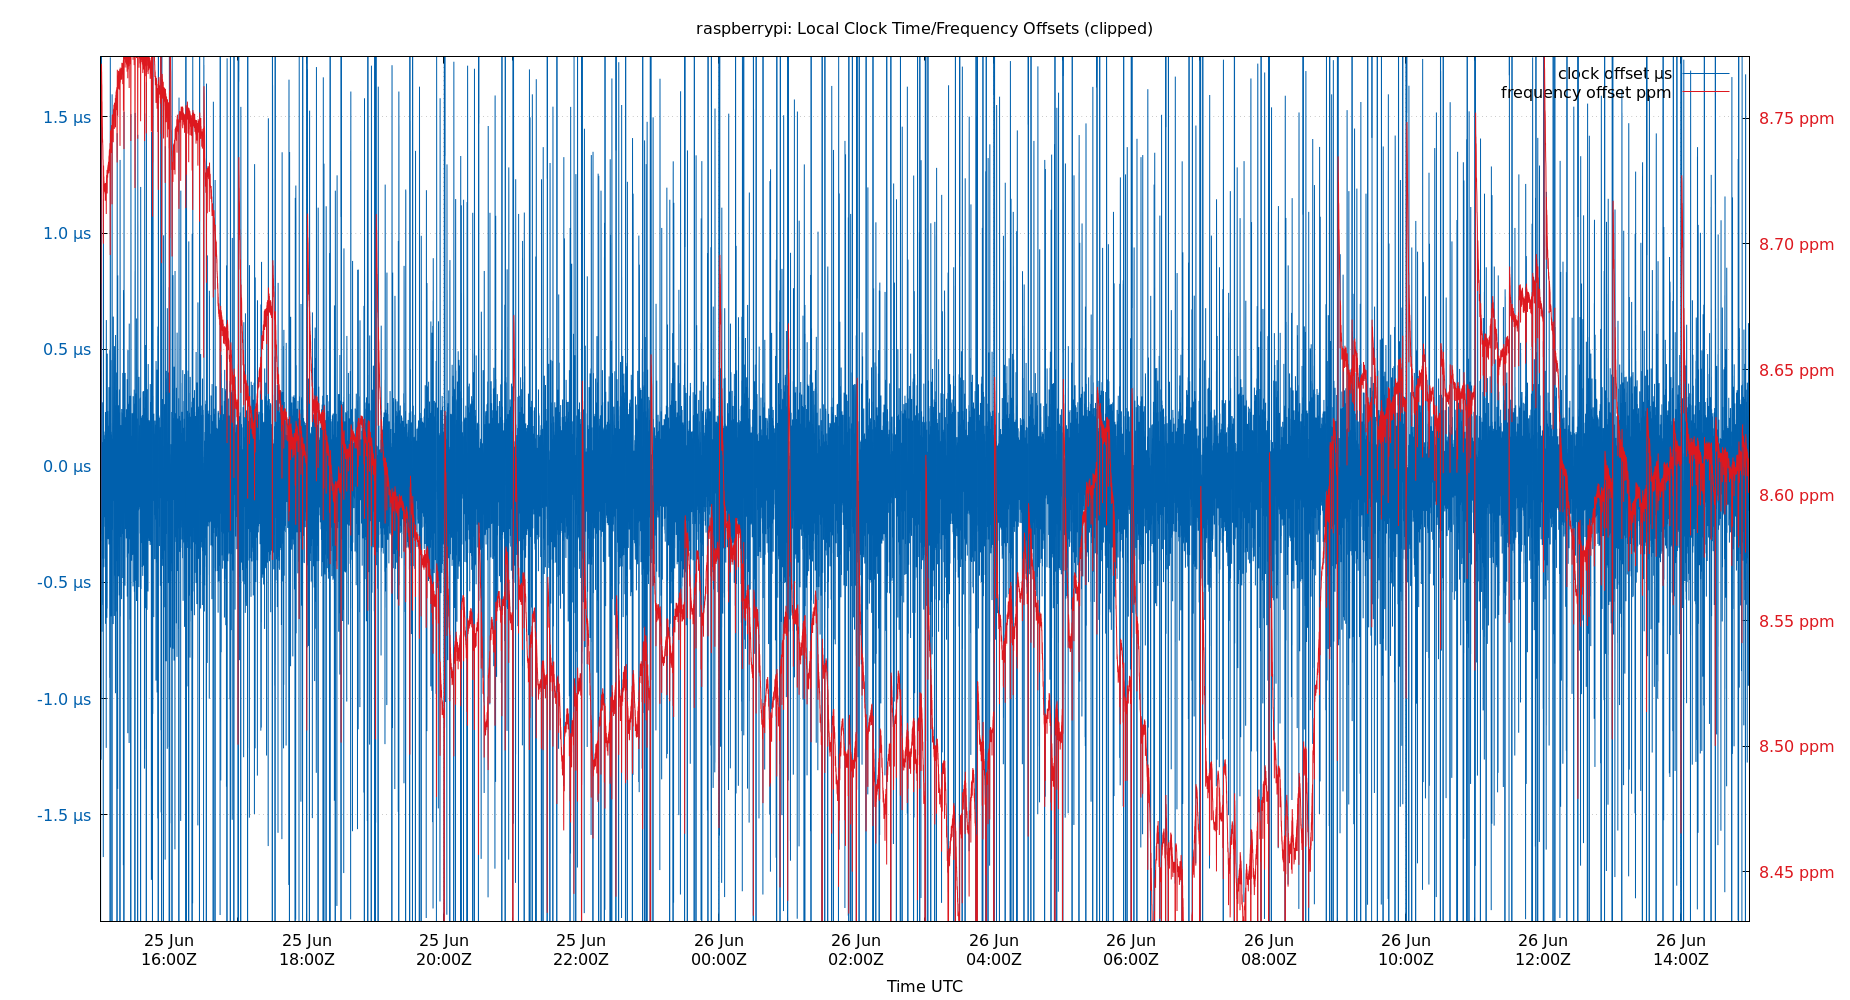 raspberrypi: Local Clock Time/Frequency Offsets (clipped)
clock offset µs
frequency offset ppm
1.5 µs
1.0 µs
0.5 µs
0.0 µs
-0.5 µs
-1.0 µs
-1.5 µs
8.75 ppm
8.70 ppm
8.65 ppm
8.60 ppm
8.55 ppm
8.50 ppm
8.45 ppm
25 Jun 25 Jun 25 Jun 25 Jun 26 Jun 26 Jun 26 Jun 26 Jun 26 Jun 26 Jun 26 Jun 26 Jun
16:00Z 18:00Z 20:00Z 22:00Z 00:00Z 02:00Z 04:00Z 06:00Z 08:00Z 10:00Z 12:00Z 14:00Z
Time UTC